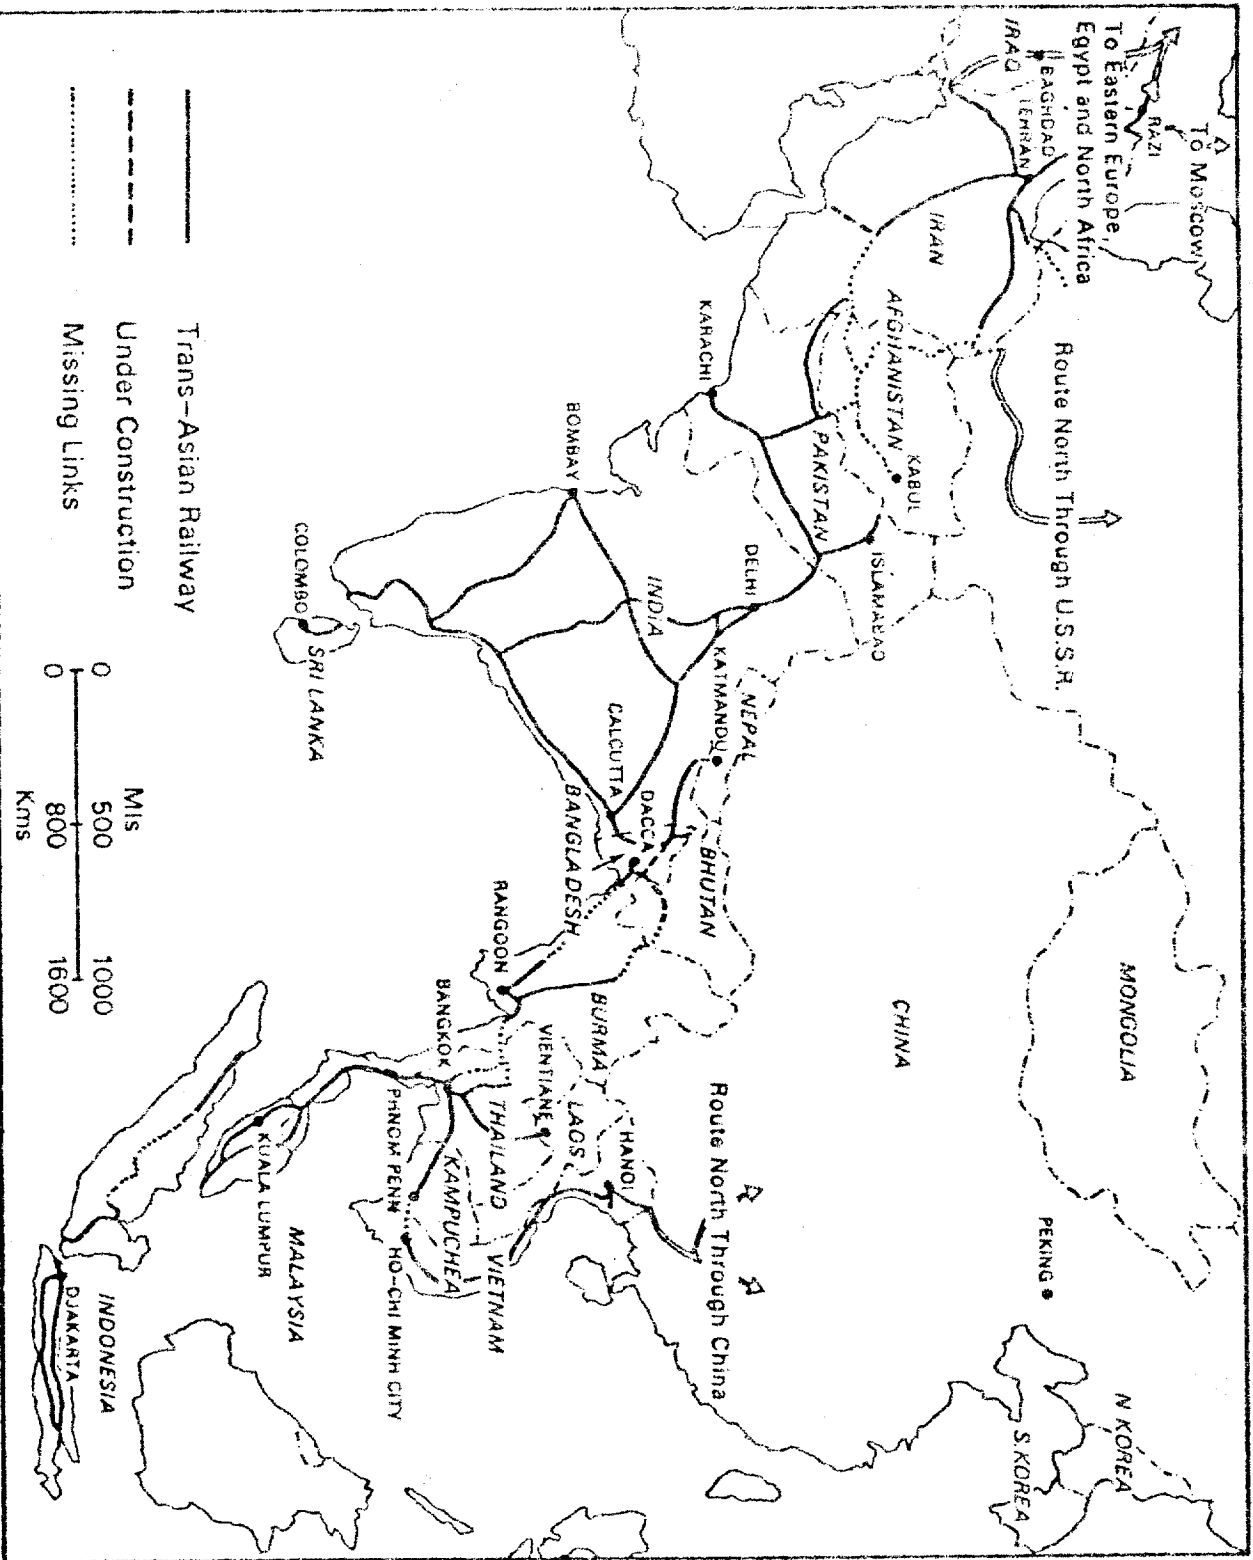 To Moscow
RAZI
To Eastern Europe,
Egypt and North Africa
BAGHDAD
TEHRAN
IRAQ
IRAN
Route North Through U.S.S.R.
AFGHANISTAN
KABUL
PAKISTAN
ISLAMABAD
KARACHI
DELHI
KATMANDU
NEPAL
INDIA
BOMBAY
CALCUTTA
DACCA
BHUTAN
BANGLADESH
COLOMBO
SRI LANKA
MONGOLIA
CHINA
PEKING
N KOREA
S. KOREA
Route North Through China
BURMA
RANGOON
HANOI
LAOS
VIENTIANE
THAILAND
VIETNAM
BANGKOK
KAMPUCHEA
PHNOM PENN
HO-CHI MINH CITY
KUALA LUMPUR
MALAYSIA
INDONESIA
DJAKARTA
Trans-Asian Railway
Under Construction
Missing Links
Mls
0 500 1000
0 800 1600
Kms